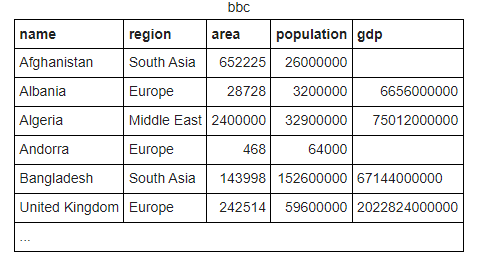 bbc
name region area population gdp
Afghanistan South Asia 652225 26000000
Albania Europe 28728 3200000 6656000000
Algeria Middle East 2400000 32900000 75012000000
Andorra Europe 468 64000
Bangladesh South Asia 143998 152600000 67144000000
United Kingdom Europe 242514 59600000 2022824000000
...